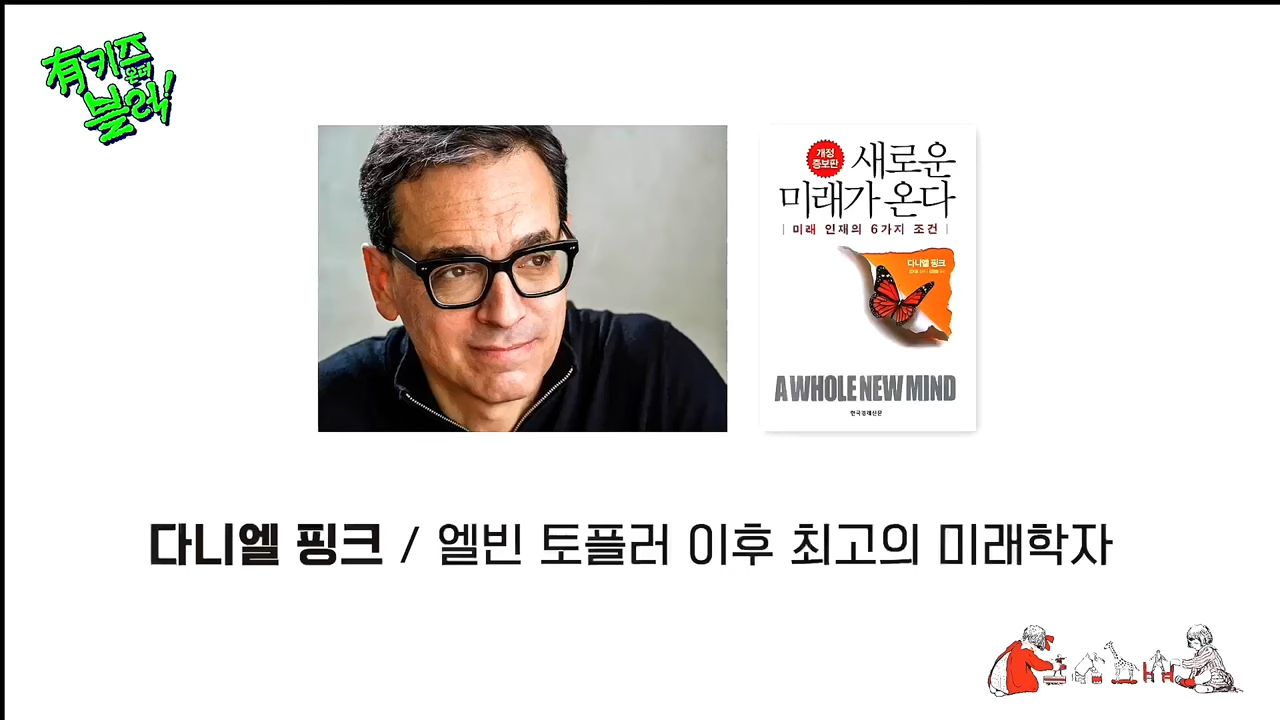 有키즈
온더
블럭!
개정
증보판
새로운
미래가 온다
| 미래 인재의 6가지 조건 |
다니엘 핑크
A WHOLE NEW MIND
한국경제신문
다니엘 핑크 / 엘빈 토플러 이후 최고의 미래학자